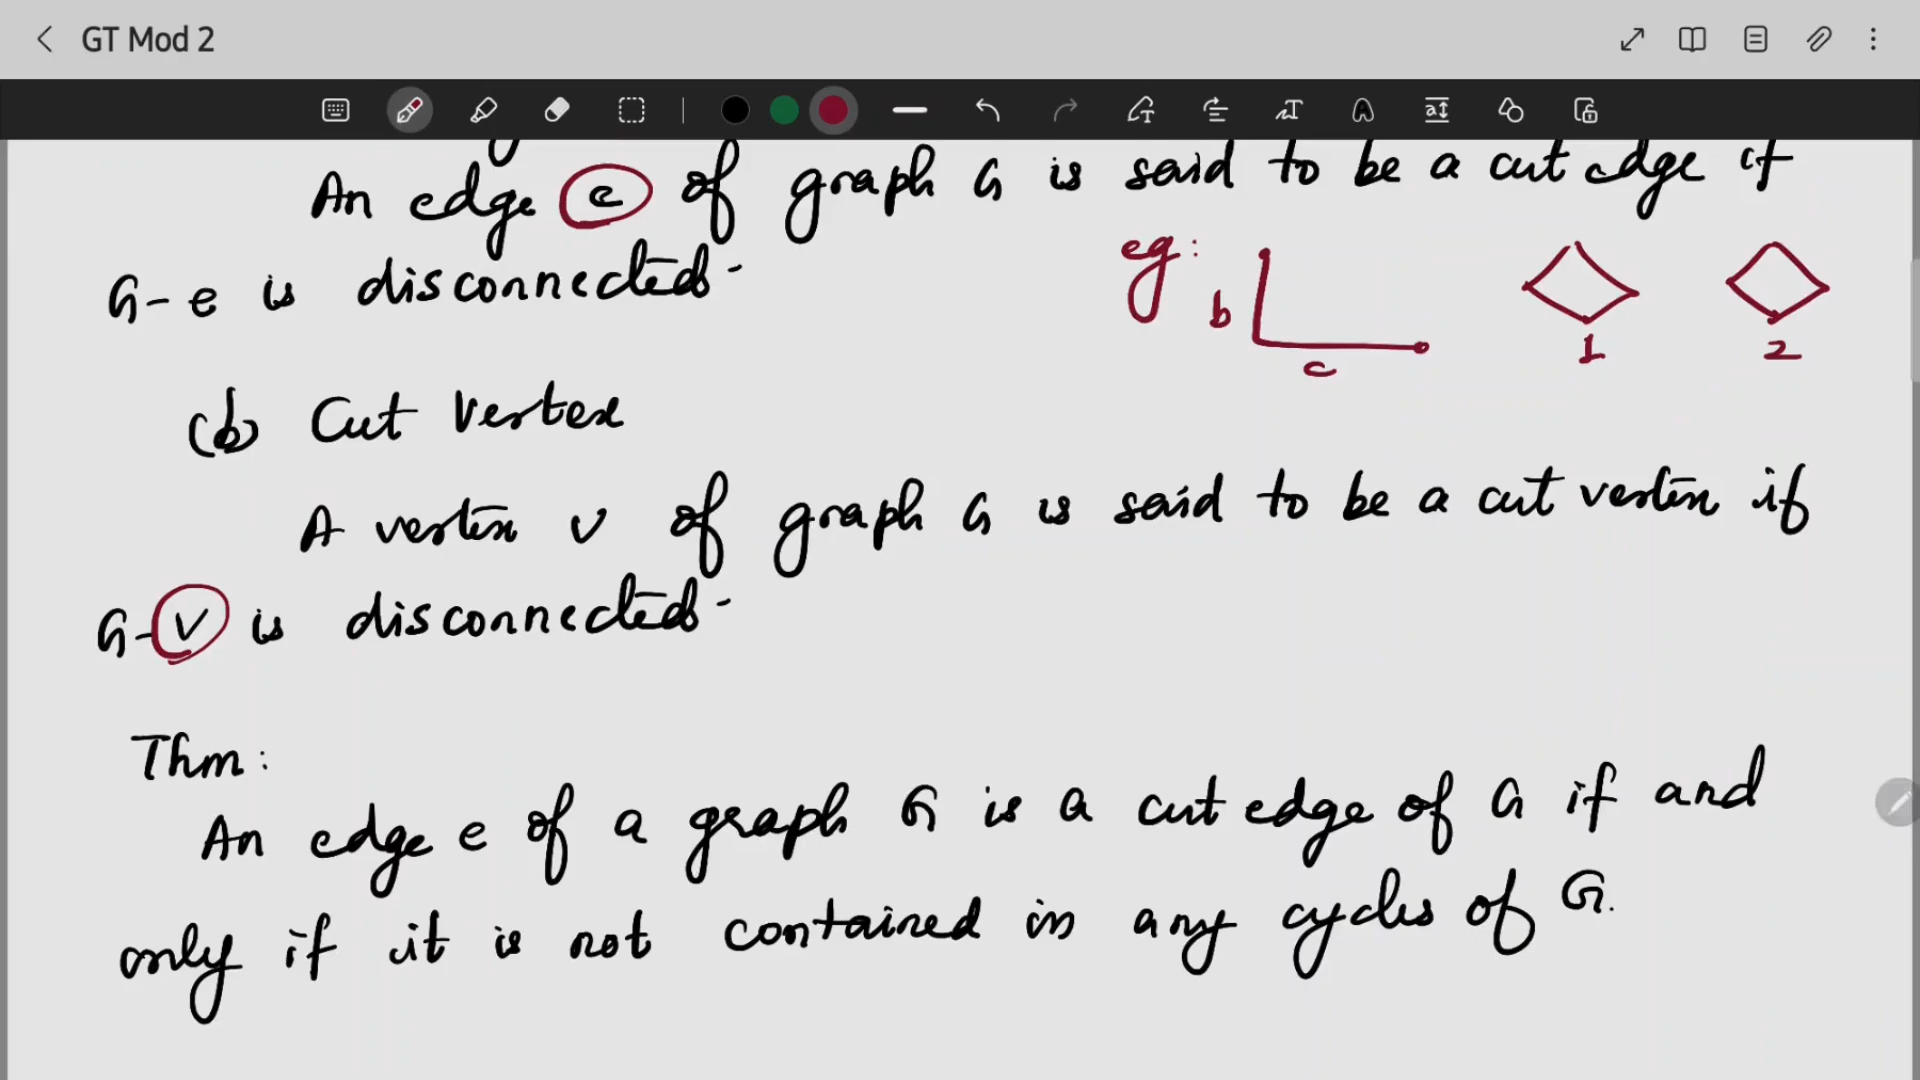 GT Mod 2
An edge e of graph G is said to be a cut edge if
G-e is disconnected.
eg:
b
c
1
2
(b) Cut Vertex
A vertex v of graph G is said to be a cut vertex if
G-v is disconnected.
Thm:
An edge e of a graph G is a cut edge of G if and
only if it is not contained in any cycles of G.